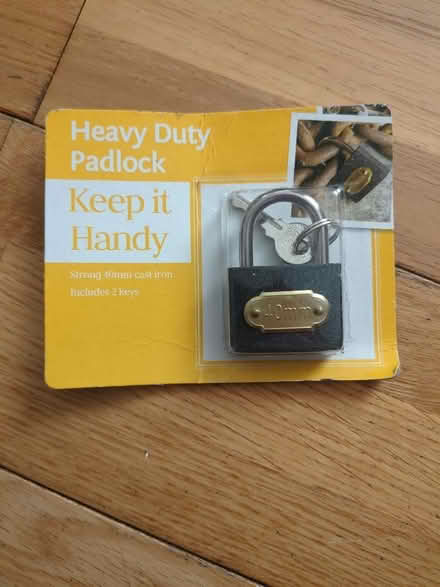 Heavy Duty
Padlock
Keep it
Handy
Strong 40mm cast iron
Includes 2 keys
40mm